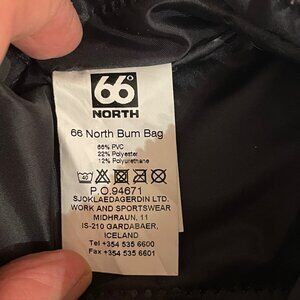 66°
NORTH
66 North Bum Bag
66% PVC
22% Polyester
12% Polyurethane
40
P.O.94671
SJOKLAEDAGERDIN LTD.
WORK AND SPORTSWEAR
MIDHRAUN, 11
IS-210 GARDABAER,
ICELAND
Tel +354 535 6600
Fax +354 535 6601